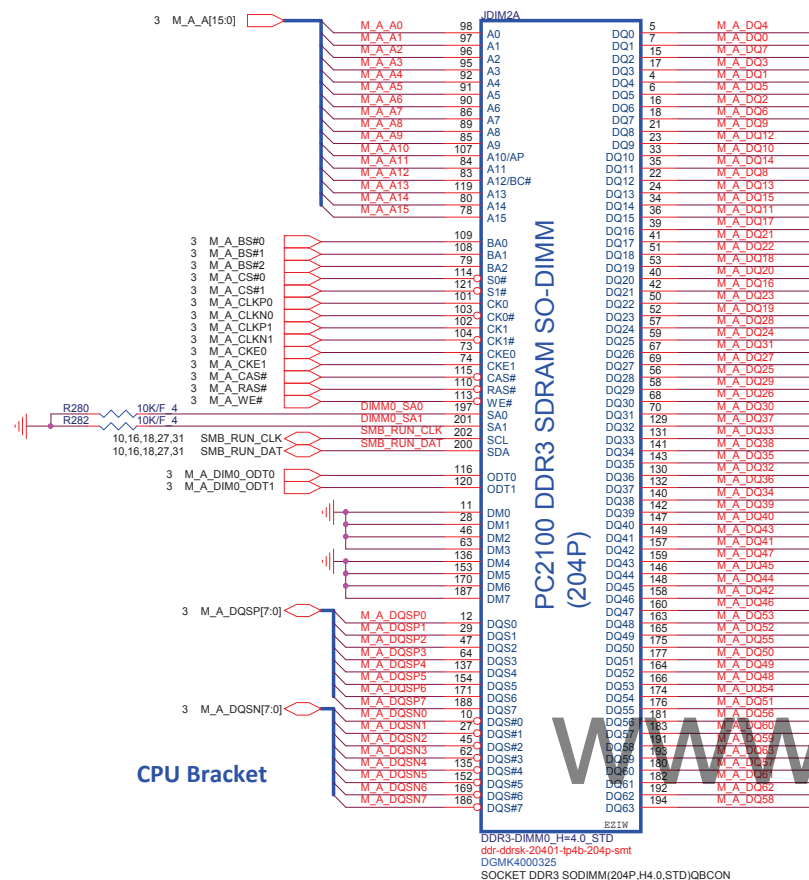 JDIM2A
3 M_A_A[15:0]
M_A_A0 98 A0 DQ0 5 M_A_DQ4
M_A_A1 97 A1 DQ1 7 M_A_DQ0
M_A_A2 96 A2 DQ2 15 M_A_DQ7
M_A_A3 95 A3 DQ3 17 M_A_DQ3
M_A_A4 92 A4 DQ4 4 M_A_DQ1
M_A_A5 91 A5 DQ5 6 M_A_DQ5
M_A_A6 90 A6 DQ6 16 M_A_DQ2
M_A_A7 86 A7 DQ7 18 M_A_DQ6
M_A_A8 89 A8 DQ8 21 M_A_DQ9
M_A_A9 85 A9 DQ9 23 M_A_DQ12
M_A_A10 107 A10/AP DQ10 33 M_A_DQ10
M_A_A11 84 A11 DQ11 35 M_A_DQ14
M_A_A12 83 A12/BC# DQ12 22 M_A_DQ8
M_A_A13 119 A13 DQ13 24 M_A_DQ13
M_A_A14 80 A14 DQ14 34 M_A_DQ15
M_A_A15 78 A15 DQ15 36 M_A_DQ11
DQ16 39 M_A_DQ17
3 M_A_BS#0 109 BA0 DQ17 41 M_A_DQ21
3 M_A_BS#1 108 BA1 DQ18 51 M_A_DQ22
3 M_A_BS#2 79 BA2 DQ19 53 M_A_DQ18
3 M_A_CS#0 114 S0# DQ20 40 M_A_DQ20
3 M_A_CS#1 121 S1# DQ21 42 M_A_DQ16
3 M_A_CLKP0 101 CK0 DQ22 50 M_A_DQ23
3 M_A_CLKN0 103 CK0# DQ23 52 M_A_DQ19
3 M_A_CLKP1 102 CK1 DQ24 57 M_A_DQ28
3 M_A_CLKN1 104 CK1# DQ25 59 M_A_DQ24
3 M_A_CKE0 73 CKE0 DQ26 67 M_A_DQ31
3 M_A_CKE1 74 CKE1 DQ27 69 M_A_DQ27
3 M_A_CAS# 115 CAS# DQ28 56 M_A_DQ25
3 M_A_RAS# 110 RAS# DQ29 58 M_A_DQ29
3 M_A_WE# 113 WE# DQ30 68 M_A_DQ26
R280 10K/F_4 DIMM0_SA0 197 SA0 DQ31 70 M_A_DQ30
R282 10K/F_4 DIMM0_SA1 201 SA1 DQ32 129 M_A_DQ37
10,16,18,27,31 SMB_RUN_CLK SMB_RUN_CLK 202 SCL DQ33 131 M_A_DQ33
10,16,18,27,31 SMB_RUN_DAT SMB_RUN_DAT 200 SDA DQ34 141 M_A_DQ38
DQ35 143 M_A_DQ35
3 M_A_DIM0_ODT0 116 ODT0 DQ36 130 M_A_DQ32
3 M_A_DIM0_ODT1 120 ODT1 DQ37 132 M_A_DQ36
DQ38 140 M_A_DQ34
11 DM0 DQ39 142 M_A_DQ39
28 DM1 DQ40 147 M_A_DQ40
46 DM2 DQ41 149 M_A_DQ43
63 DM3 DQ42 157 M_A_DQ41
136 DM4 DQ43 159 M_A_DQ47
153 DM5 DQ44 146 M_A_DQ45
170 DM6 DQ45 148 M_A_DQ44
187 DM7 DQ46 158 M_A_DQ42
DQ47 160 M_A_DQ46
3 M_A_DQSP[7:0]
M_A_DQSP0 12 DQS0 DQ48 163 M_A_DQ53
M_A_DQSP1 29 DQS1 DQ49 165 M_A_DQ52
M_A_DQSP2 47 DQS2 DQ50 175 M_A_DQ55
M_A_DQSP3 64 DQS3 DQ51 177 M_A_DQ50
M_A_DQSP4 137 DQS4 DQ52 164 M_A_DQ49
M_A_DQSP5 154 DQS5 DQ53 166 M_A_DQ48
M_A_DQSP6 171 DQS6 DQ54 174 M_A_DQ54
M_A_DQSP7 188 DQS7 DQ55 176 M_A_DQ51
3 M_A_DQSN[7:0]
M_A_DQSN0 10 DQS#0 DQ56 181 M_A_DQ56
M_A_DQSN1 27 DQS#1 DQ57 183 M_A_DQ60
M_A_DQSN2 45 DQS#2 DQ58 191 M_A_DQ59
M_A_DQSN3 62 DQS#3 DQ59 193 M_A_DQ63
M_A_DQSN4 135 DQS#4 DQ60 180 M_A_DQ57
M_A_DQSN5 152 DQS#5 DQ61 182 M_A_DQ61
M_A_DQSN6 169 DQS#6 DQ62 192 M_A_DQ62
M_A_DQSN7 186 DQS#7 DQ63 194 M_A_DQ58
PC2100 DDR3 SDRAM SO-DIMM
(204P)
CPU Bracket
WWW
EZIW
DDR3-DIMM0_H=4.0_STD
ddr-ddrsk-20401-tp4b-204p-smt
DGMK4000325
SOCKET DDR3 SODIMM(204P,H4.0,STD)QBCON